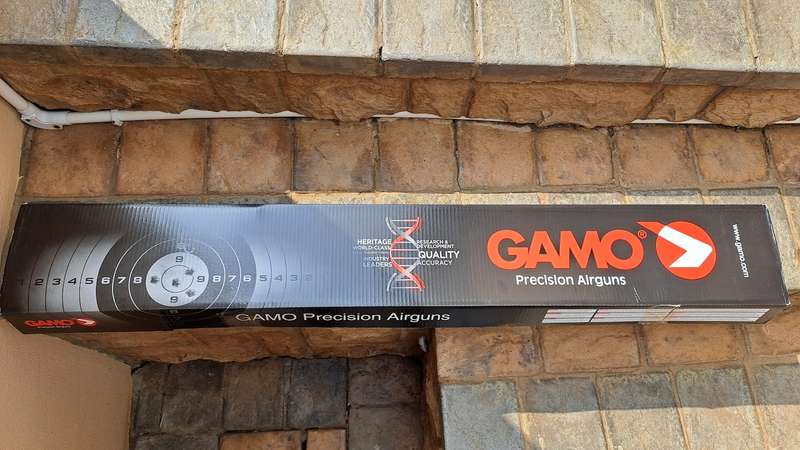 HERITAGE
WORLD-CLASS
INDUSTRY
LEADERS
RESEARCH &
DEVELOPMENT
QUALITY
ACCURACY
GAMO®
Precision Airguns
www.gamo.com
1 2 3 4 5 6 7 8
9
9
8 7 6 5 4 3
GAMO
GAMO Precision Airguns